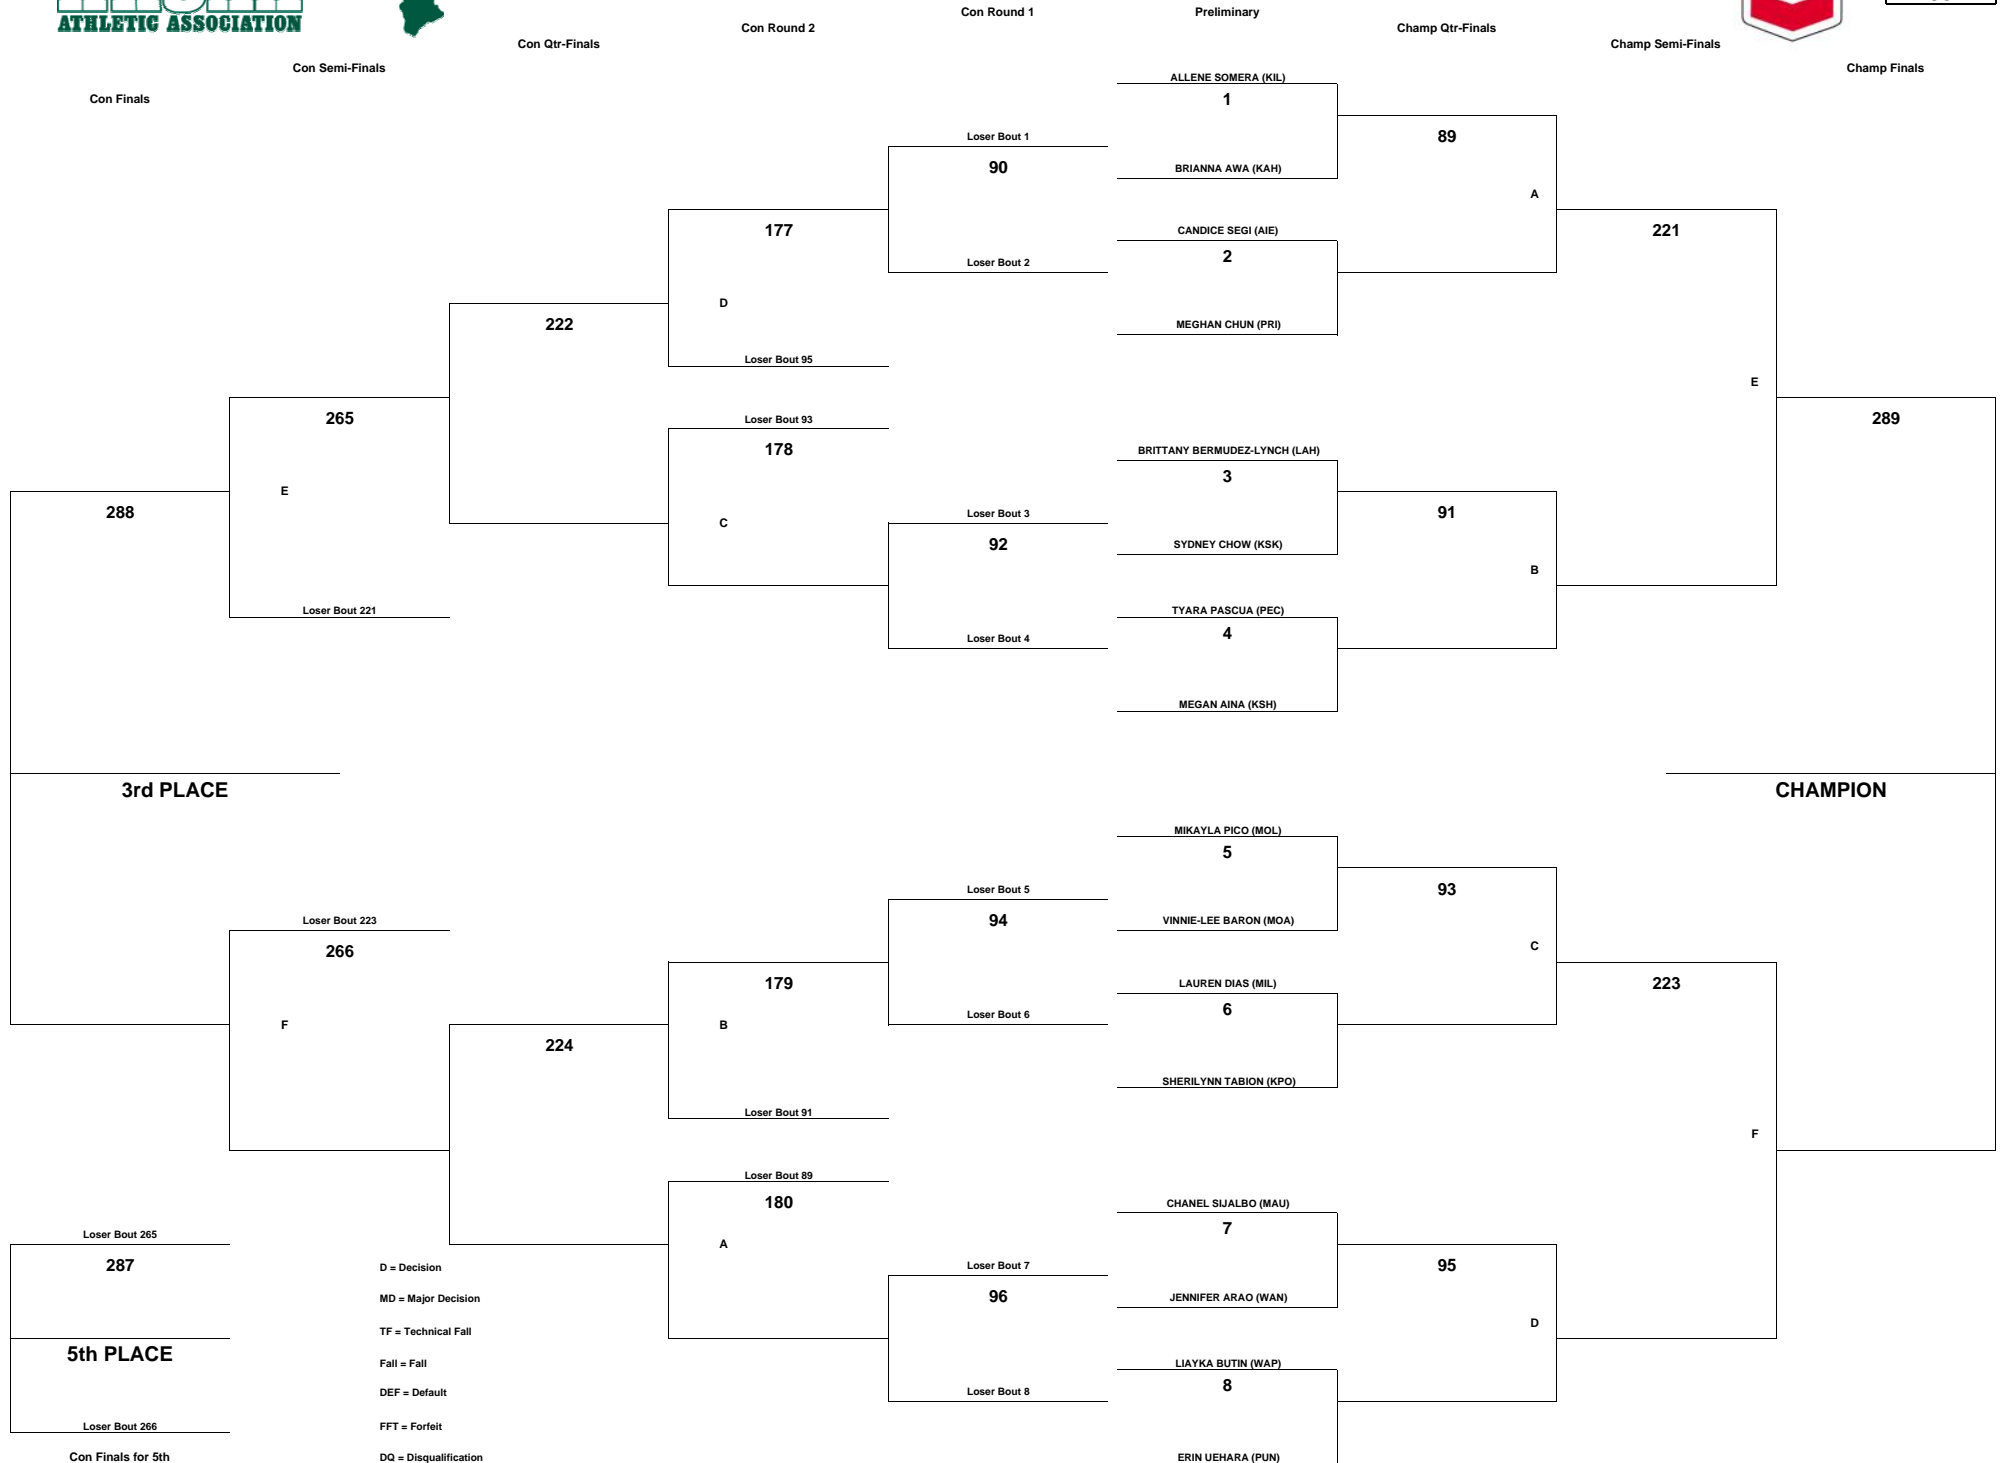 ATHLETIC ASSOCIATION
Con Round 1
Preliminary
Con Round 2
Champ Qtr-Finals
Con Qtr-Finals
Champ Semi-Finals
Con Semi-Finals
Champ Finals
Con Finals
ALLENE SOMERA (KIL)
1
Loser Bout 1
89
90
BRIANNA AWA (KAH)
A
177
CANDICE SEGI (AIE)
221
2
Loser Bout 2
D
222
MEGHAN CHUN (PRI)
Loser Bout 95
E
265
Loser Bout 93
289
178
BRITTANY BERMUDEZ-LYNCH (LAH)
3
E
288
Loser Bout 3
91
C
92
SYDNEY CHOW (KSK)
B
Loser Bout 221
TYARA PASCUA (PEC)
4
Loser Bout 4
MEGAN AINA (KSH)
3rd PLACE
CHAMPION
MIKAYLA PICO (MOL)
5
Loser Bout 5
93
Loser Bout 223
94
VINNIE-LEE BARON (MOA)
266
C
179
LAUREN DIAS (MIL)
223
6
Loser Bout 6
F
B
224
SHERILYNN TABION (KPO)
Loser Bout 91
F
Loser Bout 89
180
CHANEL SIJALBO (MAU)
7
Loser Bout 265
A
287
D = Decision
Loser Bout 7
95
MD = Major Decision
96
JENNIFER ARAO (WAN)
D
TF = Technical Fall
5th PLACE
Fall = Fall
LIAYKA BUTIN (WAP)
8
DEF = Default
Loser Bout 8
Loser Bout 266
FFT = Forfeit
Con Finals for 5th
DQ = Disqualification
ERIN UEHARA (PUN)